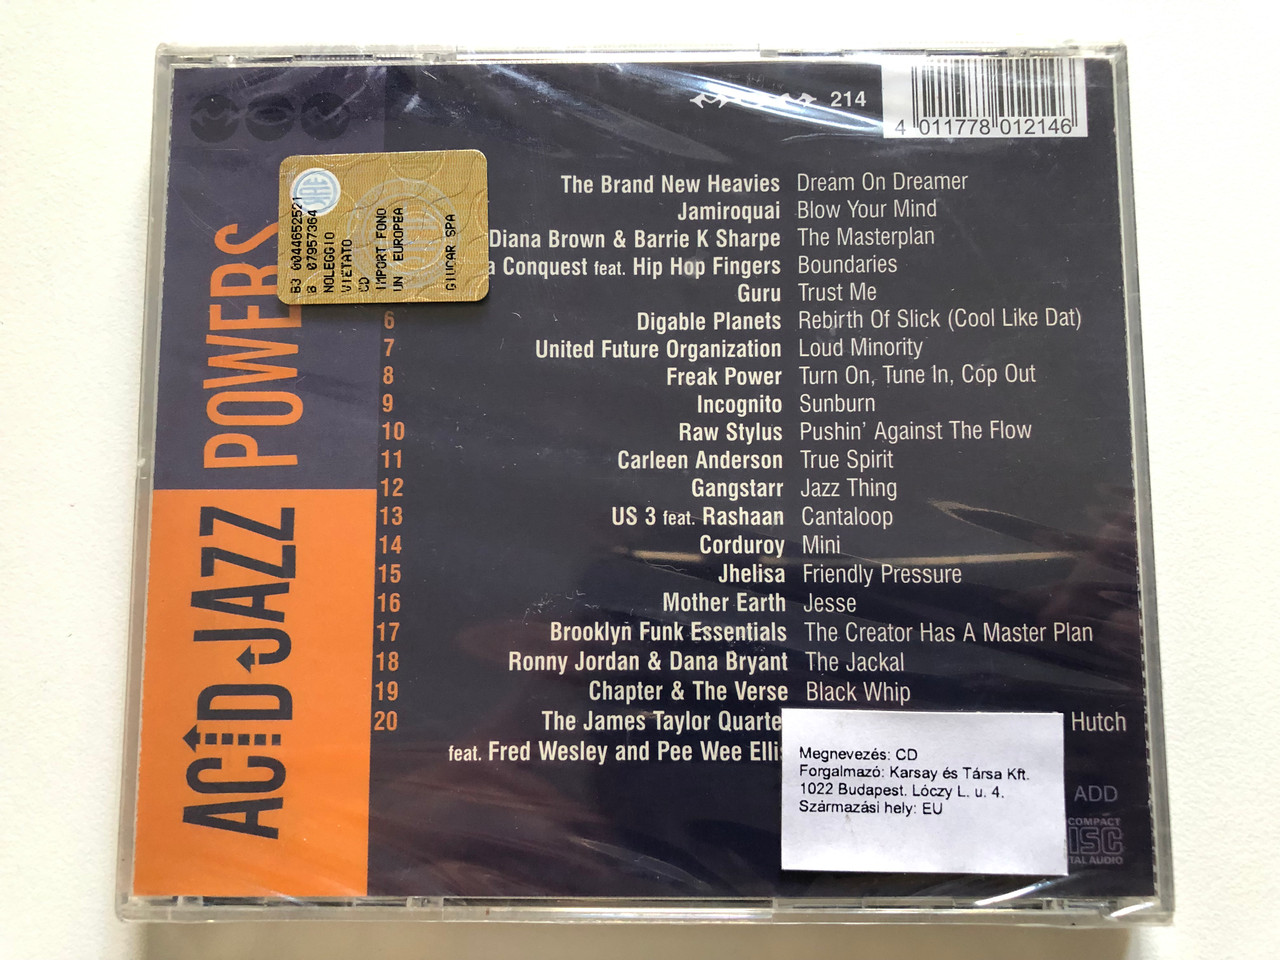 214
4 011778 012146
The Brand New Heavies Dream On Dreamer
Jamiroquai Blow Your Mind
Diana Brown & Barrie K Sharpe The Masterplan
Conquest feat. Hip Hop Fingers Boundaries
Guru Trust Me
6 Digable Planets Rebirth Of Slick (Cool Like Dat)
7 United Future Organization Loud Minority
8 Freak Power Turn On, Tune In, Cop Out
9 Incognito Sunburn
10 Raw Stylus Pushin' Against The Flow
11 Carleen Anderson True Spirit
12 Gangstarr Jazz Thing
13 US 3 feat. Rashaan Cantaloop
14 Corduroy Mini
15 Jhelisa Friendly Pressure
16 Mother Earth Jesse
17 Brooklyn Funk Essentials The Creator Has A Master Plan
18 Ronny Jordan & Dana Bryant The Jackal
19 Chapter & The Verse Black Whip
20 The James Taylor Quarte Hutch
feat. Fred Wesley and Pee Wee Ellis
ACID JAZZ POWERS
SIAE
B3 0044652521
B 07957364
NOLEGGIO
VIETATO
CD
IMPORT FONO
UN EUROPEA
GIUCAR SPA
Megnevezés: CD
Forgalmazó: Karsay és Társa Kft.
1022 Budapest. Lóczy L. u. 4.
Származási hely: EU
ADD
COMPACT
DISC
TAL AUDIO